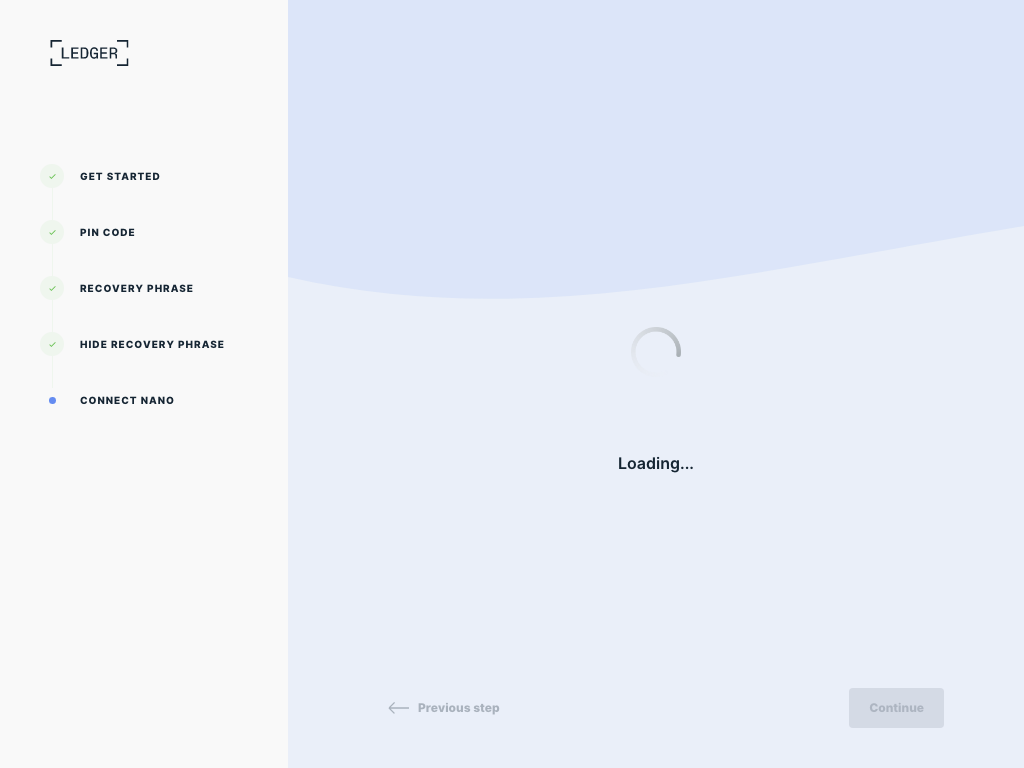 LEDGER
GET STARTED
PIN CODE
RECOVERY PHRASE
HIDE RECOVERY PHRASE
CONNECT NANO
Loading...
Previous step
Continue